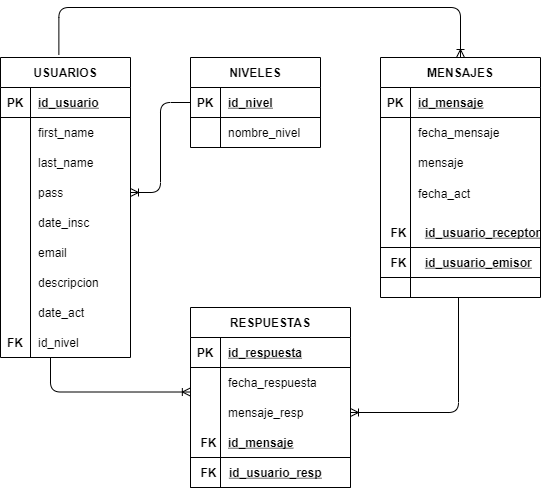 USUARIOS
PK id_usuario
first_name
last_name
pass
date_insc
email
descripcion
date_act
FK id_nivel
NIVELES
PK id_nivel
nombre_nivel
MENSAJES
PK id_mensaje
fecha_mensaje
mensaje
fecha_act
FK id_usuario_receptor
FK id_usuario_emisor
RESPUESTAS
PK id_respuesta
fecha_respuesta
mensaje_resp
FK id_mensaje
FK id_usuario_resp